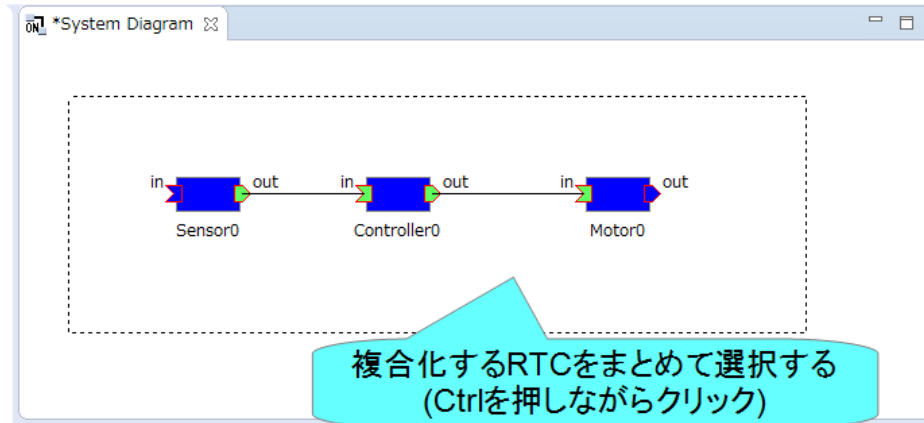 *System Diagram
in out in out in out
Sensor0 Controller0 Motor0
複合化するRTCをまとめて選択する
(Ctrlを押しながらクリック)